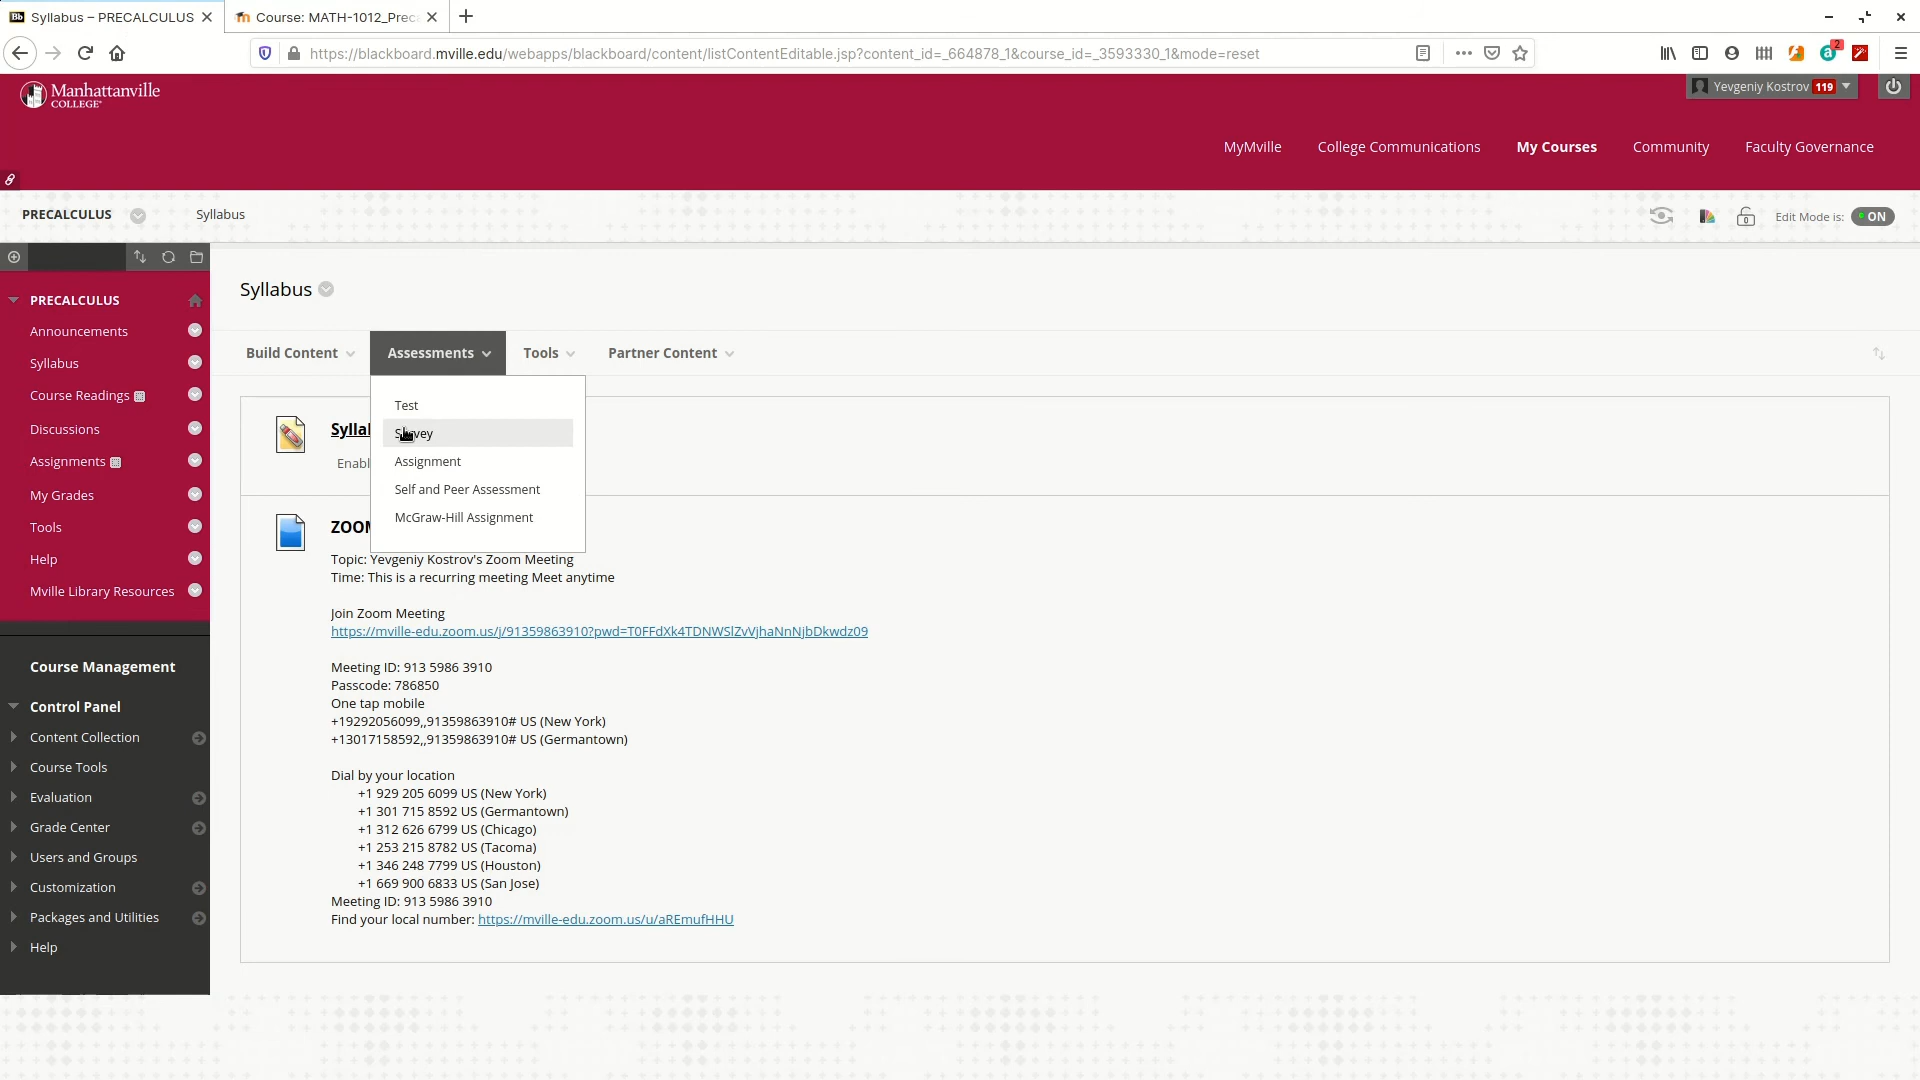 Syllabus – PRECALCULUS
Course: MATH-1012_Prec
https://blackboard.mville.edu/webapps/blackboard/content/listContentEditable.jsp?content_id=_664878_1&course_id=_3593330_1&mode=reset
2
Manhattanville
COLLEGE
Yevgeniy Kostrov 119
MyMville College Communications My Courses Community Faculty Governance
PRECALCULUS Syllabus
Edit Mode is: ON
PRECALCULUS
Announcements
Syllabus
Course Readings
Discussions
Assignments
My Grades
Tools
Help
Mville Library Resources
Course Management
Control Panel
Content Collection
Course Tools
Evaluation
Grade Center
Users and Groups
Customization
Packages and Utilities
Help
Syllabus
Build Content Assessments Tools Partner Content
Test
Survey
Assignment
Self and Peer Assessment
McGraw-Hill Assignment
Syllal
Enabl
ZOOM
Topic: Yevgeniy Kostrov's Zoom Meeting
Time: This is a recurring meeting Meet anytime
Join Zoom Meeting
https://mville-edu.zoom.us/j/91359863910?pwd=T0FFdXk4TDNWSlZvVjhaNnNjbDkwdz09
Meeting ID: 913 5986 3910
Passcode: 786850
One tap mobile
+19292056099,,91359863910# US (New York)
+13017158592,,91359863910# US (Germantown)
Dial by your location
+1 929 205 6099 US (New York)
+1 301 715 8592 US (Germantown)
+1 312 626 6799 US (Chicago)
+1 253 215 8782 US (Tacoma)
+1 346 248 7799 US (Houston)
+1 669 900 6833 US (San Jose)
Meeting ID: 913 5986 3910
Find your local number: https://mville-edu.zoom.us/u/aREmufHHU